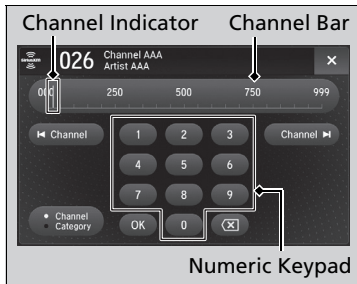 Channel Indicator Channel Bar
SiriusXM 026 Channel AAA
Artist AAA
000 250 500 750 999
Channel 1 2 3 Channel
4 5 6
7 8 9
Channel
Category
OK 0
Numeric Keypad